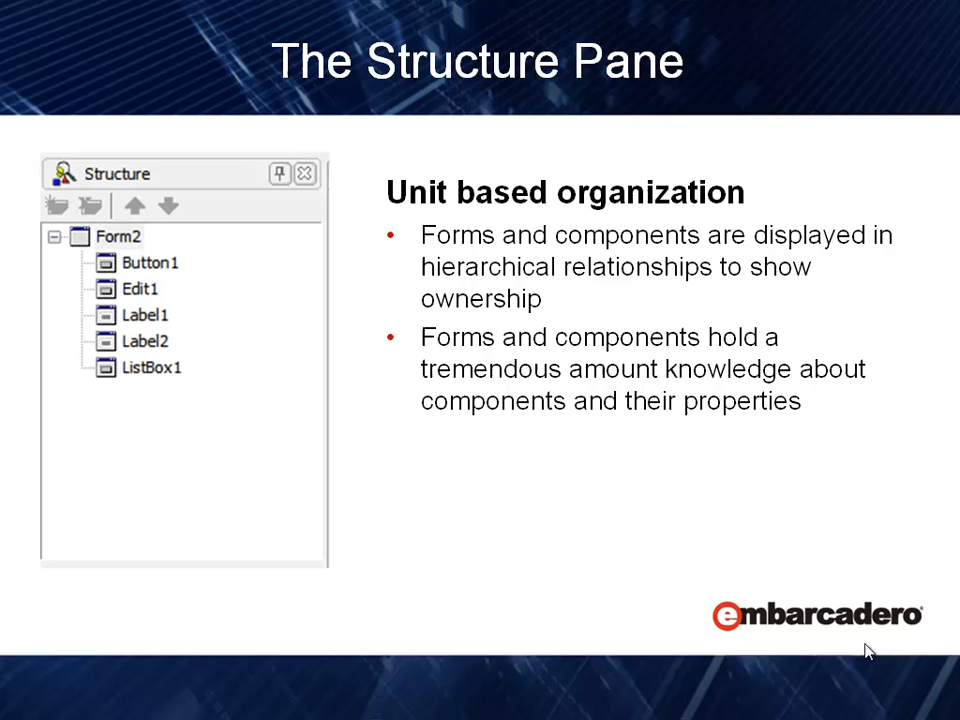 The Structure Pane
Structure
Form2
Button1
Edit1
Label1
Label2
ListBox1
Unit based organization
• Forms and components are displayed in
hierarchical relationships to show
ownership
• Forms and components hold a
tremendous amount knowledge about
components and their properties
embarcadero